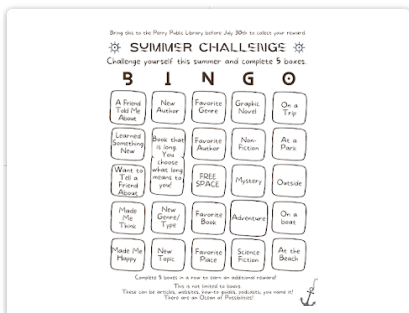 Bring this to the Perry Public Library before July 30th to collect your reward
SUMMER CHALLENGE
Challenge yourself this summer and complete 5 boxes.
B I N G O
A Friend
Told Me
About
New
Author
Favorite
Genre
Graphic
Novel
On a
Trip
Learned
Something
New
Book that
is long.
You
choose
what long
means to
you!
Favorite
Author
Non-
Fiction
At a
Park
Want to
Tell a
Friend
About
FREE
SPACE
Mystery
Outside
Made
Me
Think
New
Genre/
Type
Favorite
Book
Adventure
On a
boat
Made Me
Happy
New
Topic
Favorite
Place
Science
Fiction
At the
Beach
Complete 5 boxes in a row to earn an additional reward!
This is not limited to books.
These can be articles, websites, how-to guides, podcasts, you name it!
There are an Ocean of Possibilities!